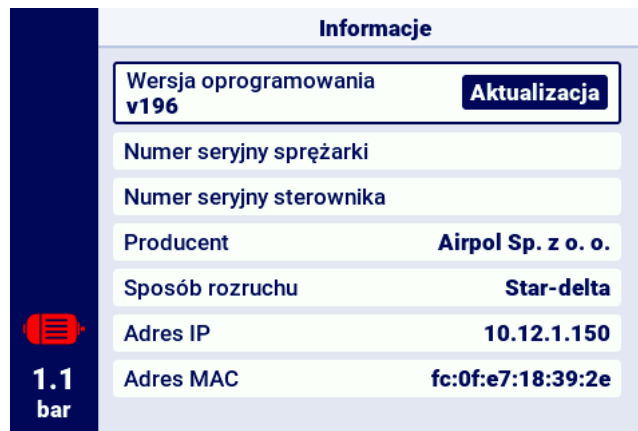 Informacje
Wersja oprogramowania
v196
Aktualizacja
Numer seryjny sprężarki
Numer seryjny sterownika
Producent Airpol Sp. z o. o.
Sposób rozruchu Star-delta
Adres IP 10.12.1.150
Adres MAC fc:0f:e7:18:39:2e
1.1
bar